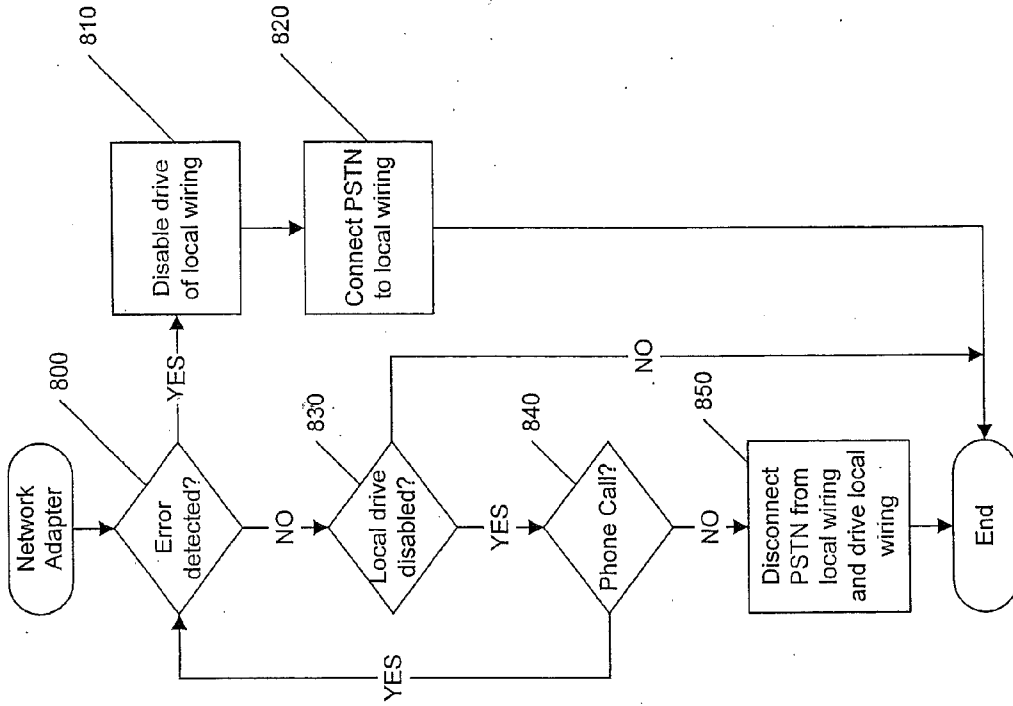 Network
Adapter
800
Error
detected?
YES
810
Disable drive
of local wiring
820
Connect PSTN
to local wiring
NO
830
Local drive
disabled?
NO
YES
840
Phone Call?
YES
NO
850
Disconnect
PSTN from
local wiring
and drive local
wiring
End